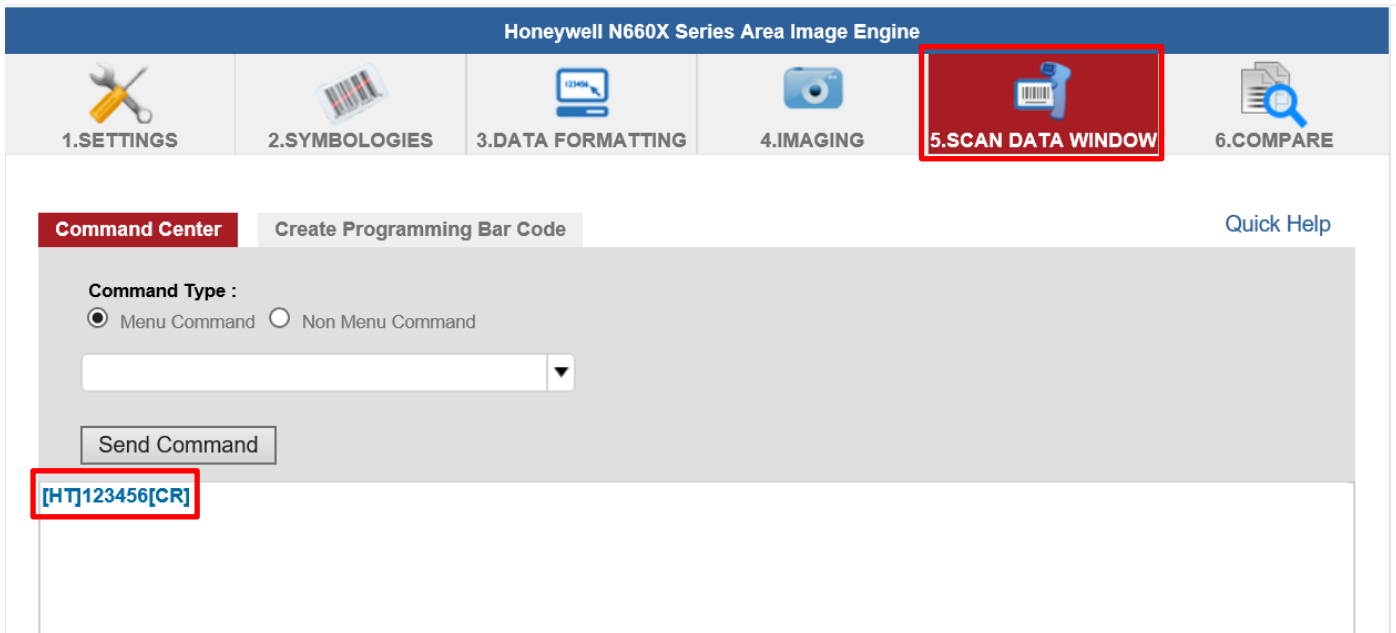 Honeywell N660X Series Area Image Engine
1.SETTINGS
2.SYMBOLOGIES
123456
3.DATA FORMATTING
4.IMAGING
5.SCAN DATA WINDOW
6.COMPARE
Command Center
Create Programming Bar Code
Quick Help
Command Type :
Menu Command
Non Menu Command
Send Command
[HT]123456[CR]